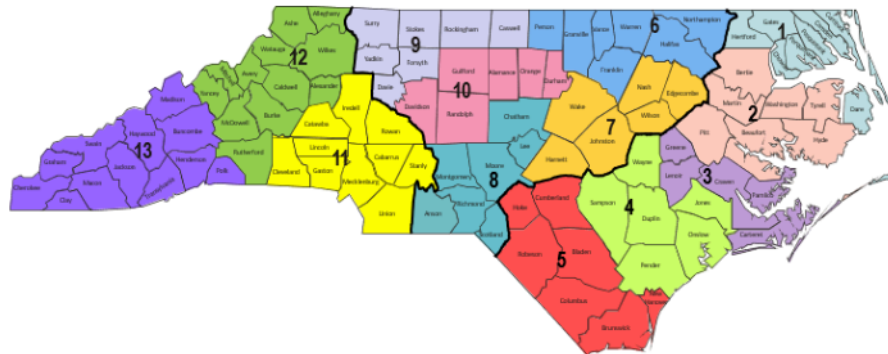 Alleghany
Ashe
Surry
Stokes
Rockingham
Caswell
Person
Granville
Vance
Warren
Northampton
6
Gates
1
Hertford
Halifax
9
12
Watauga
Wilkes
Yadkin
Forsyth
Guilford
Alamance
Orange
Durham
Franklin
Bertie
Nash
Edgecombe
Avery
Caldwell
Alexander
Davie
10
Davidson
Randolph
Chatham
Wake
7
Wilson
Martin
2
Washington
Tyrell
Dare
Yancey
Madison
McDowell
Burke
Iredell
Catawba
Rowan
Johnston
Pitt
Beaufort
Hyde
Swain
Haywood
Buncombe
Rutherford
Lincoln
11
Cabarrus
Stanly
Montgomery
Moore
Lee
Harnett
Wayne
Greene
Lenoir
3
Craven
Pamlico
Graham
13
Jackson
Henderson
Polk
Cleveland
Gaston
Mecklenburg
8
Cherokee
Macon
Clay
Transylvania
Union
Anson
Richmond
Scotland
Hoke
Cumberland
Sampson
4
Duplin
Jones
Onslow
Carteret
Robeson
5
Bladen
Pender
Columbus
New
Hanover
Brunswick